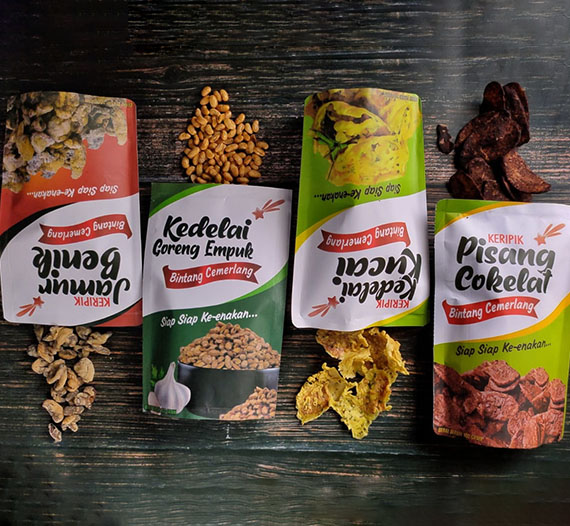 KERIPIK
Jamur
Benik
Bintang Cemerlang
Siap Siap Ke-enakan...
Kedelai
Goreng Empuk
Bintang Cemerlang
Siap Siap Ke-enakan...
KERIPIK
Kedelai
Kucai
Bintang Cemerlang
Siap Siap Ke-enakan...
KERIPIK
Pisang
Cokelat
Bintang Cemerlang
Siap Siap Ke-enakan...